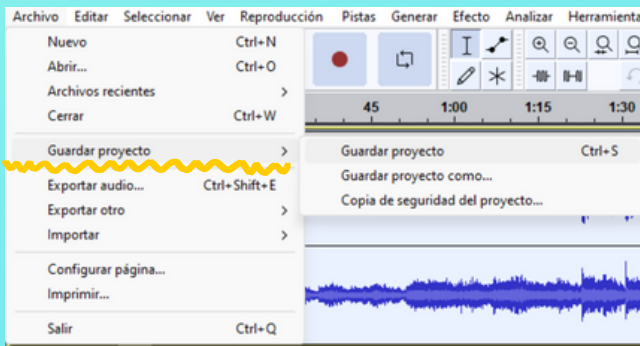 Archivo Editar Seleccionar Ver Reproducción Pistas Generar Efecto Analizar
Nuevo Ctrl+N
Abrir... Ctrl+O
Archivos recientes >
Cerrar Ctrl+W
45 1:00 1:15 1:30
Guardar proyecto >
Guardar proyecto Ctrl+S
Guardar proyecto como...
Copia de seguridad del proyecto...
Exportar audio... Ctrl+Shift+E
Exportar otro >
Importar >
Configurar página...
Imprimir...
Salir Ctrl+Q